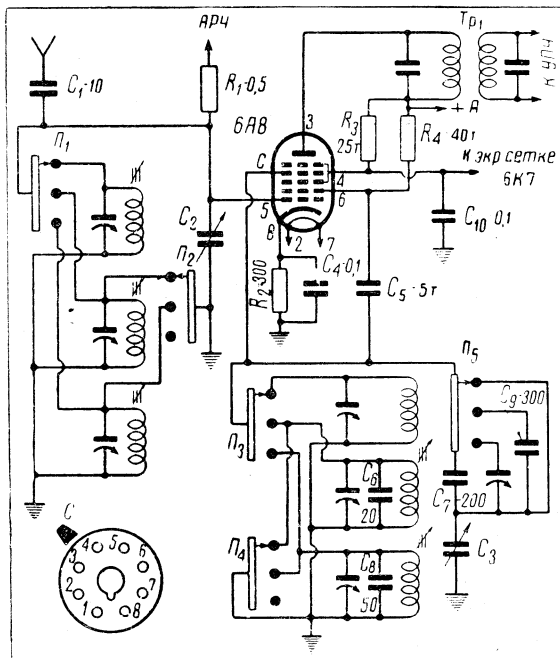 АРЧ
Тр₁
К УПЧ
C₁-10
R₁-0,5
6А8
3
+ А
R₃
25т
R₄-40т
П₁
С
4
К экр сетке
6К7
5
6
C₂
8
2
7
C₁₀ 0,1
П₂
R₂-300
C₄-0,1
C₅-5т
П₅
C₉-300
П₃
C₆
20
C₇-200
C₃
П₄
C₈
50
С
4
5
3
6
2
7
1
8